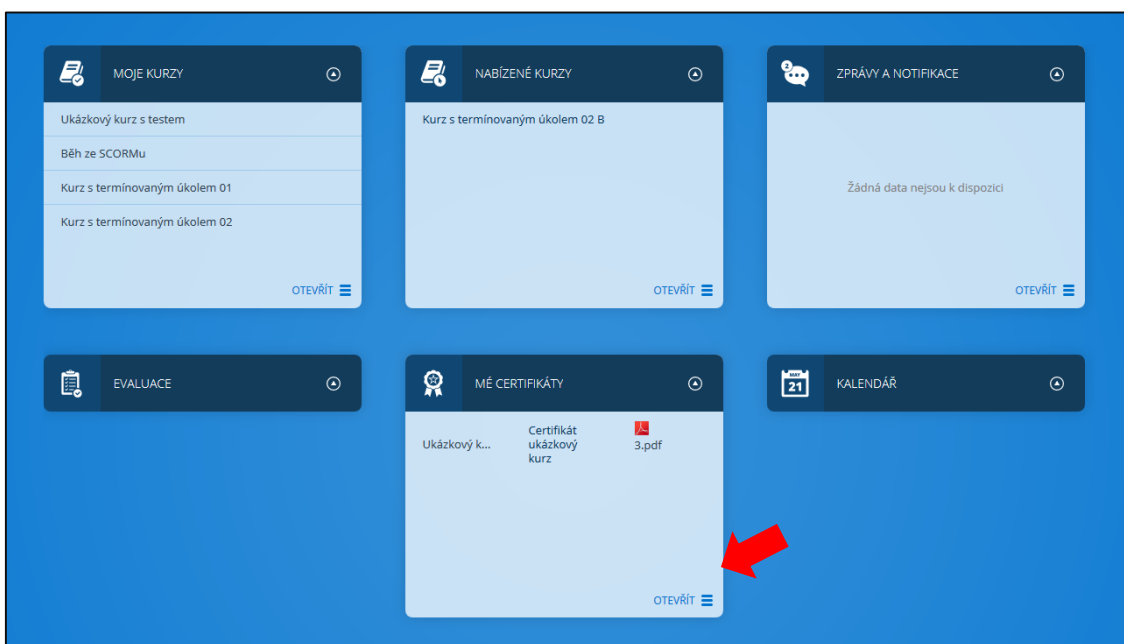 MOJE KURZY
Ukázkový kurz s testem
Běh ze SCORMu
Kurz s termínovaným úkolem 01
Kurz s termínovaným úkolem 02
OTEVŘÍT
NABÍZENÉ KURZY
Kurz s termínovaným úkolem 02 B
OTEVŘÍT
2
ZPRÁVY A NOTIFIKACE
Žádná data nejsou k dispozici
OTEVŘÍT
EVALUACE
MÉ CERTIFIKÁTY
Ukázkový k...
Certifikát
ukázkový
kurz
3.pdf
OTEVŘÍT
MAY
21
KALENDÁŘ